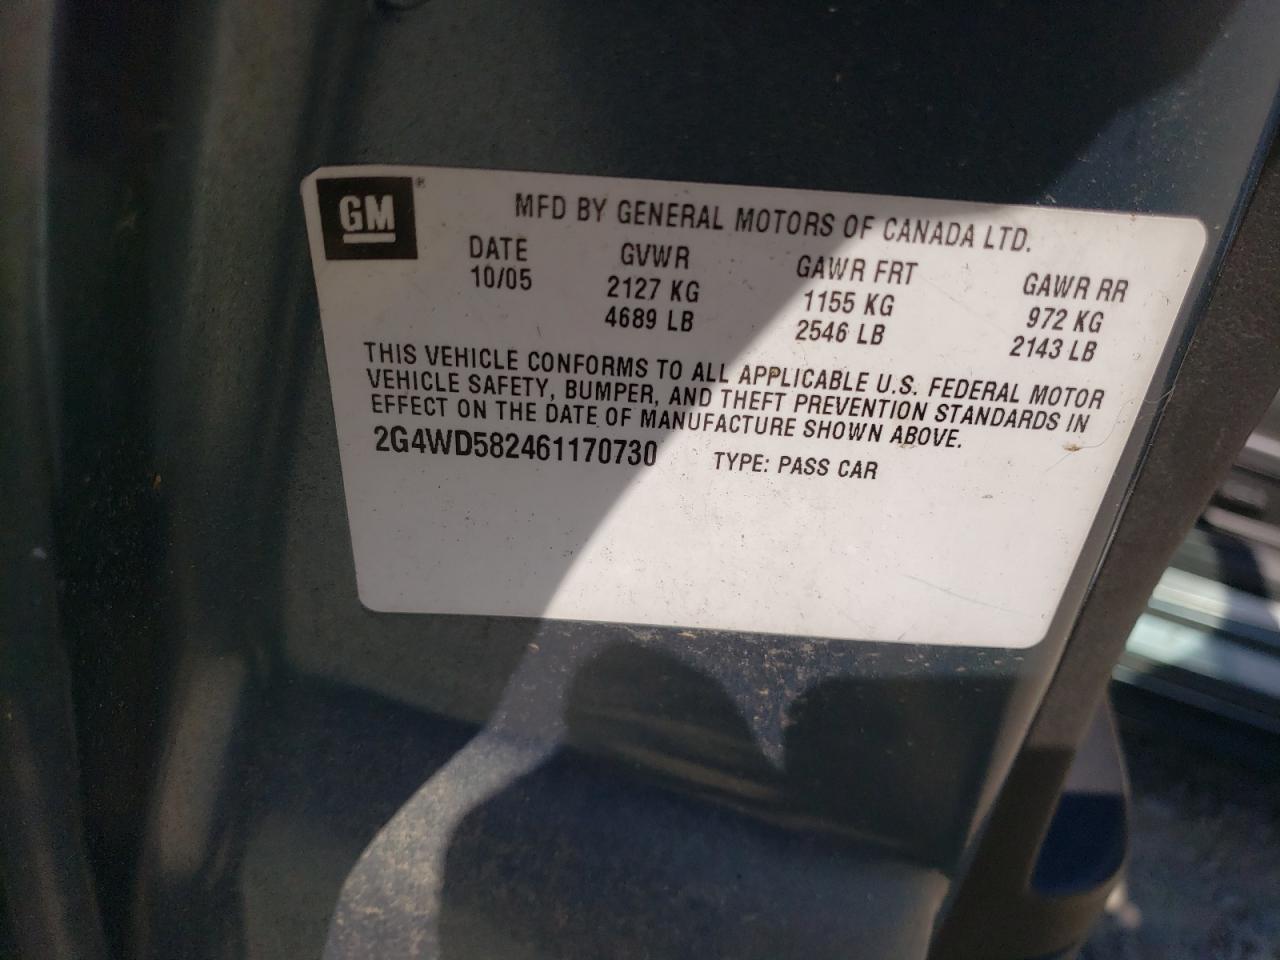 GM®
MFD BY GENERAL MOTORS OF CANADA LTD.
DATE GVWR GAWR FRT GAWR RR
10/05 2127 KG 1155 KG 972 KG
4689 LB 2546 LB 2143 LB
THIS VEHICLE CONFORMS TO ALL APPLICABLE U.S. FEDERAL MOTOR
VEHICLE SAFETY, BUMPER, AND THEFT PREVENTION STANDARDS IN
EFFECT ON THE DATE OF MANUFACTURE SHOWN ABOVE.
2G4WD582461170730 TYPE: PASS CAR